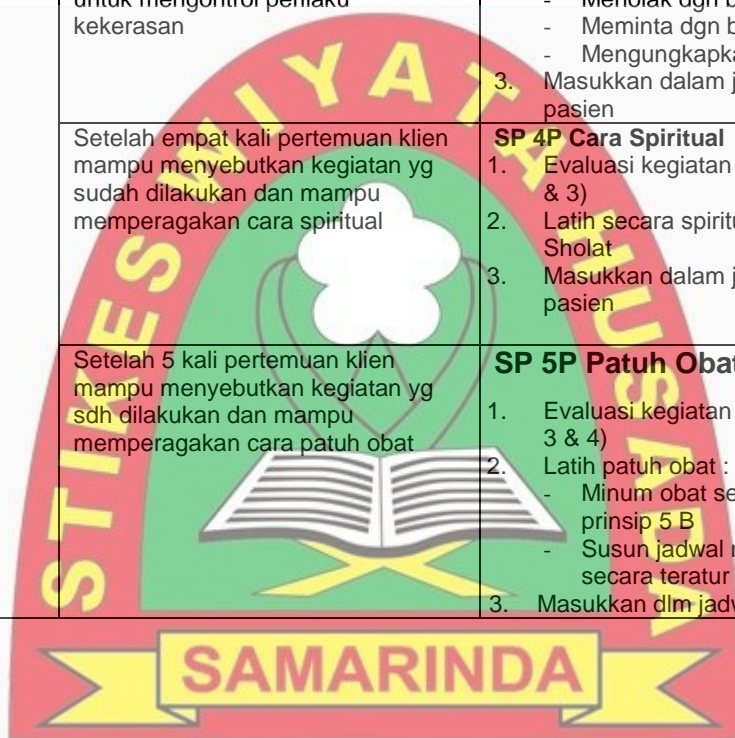 untuk mengontrol perilaku
kekerasan
- Menolak dgn b
- Meminta dgn b
- Mengungkapka
3. Masukkan dalam j
pasien
Setelah empat kali pertemuan klien
mampu menyebutkan kegiatan yg
sudah dilakukan dan mampu
memperagakan cara spiritual
SP 4P Cara Spiritual
1. Evaluasi kegiatan
& 3)
2. Latih secara spiritu
Sholat
3. Masukkan dalam j
pasien
Setelah 5 kali pertemuan klien
mampu menyebutkan kegiatan yg
sdh dilakukan dan mampu
memperagakan cara patuh obat
SP 5P Patuh Obat
1. Evaluasi kegiatan
3 & 4)
2. Latih patuh obat :
- Minum obat se
prinsip 5 B
- Susun jadwal
secara teratur
3. Masukkan dlm jadw
STIKES WIYATA HUSADA
SAMARINDA